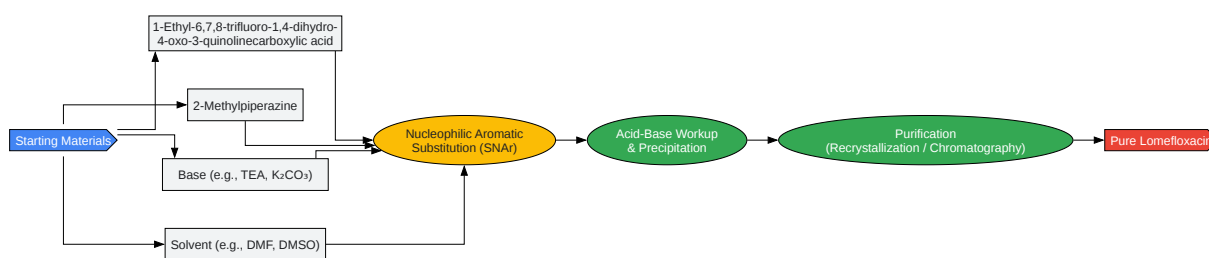 1-Ethyl-6,7,8-trifluoro-1,4-dihydro-
4-oxo-3-quinolinecarboxylic acid
2-Methylpiperazine
Starting Materials
Base (e.g., TEA, K₂CO₃)
Solvent (e.g., DMF, DMSO)
Nucleophilic Aromatic
Substitution (SNAr)
Acid-Base Workup
& Precipitation
Purification
(Recrystallization / Chromatography)
Pure Lomefloxacin